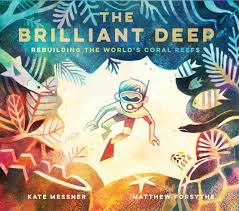 THE
BRILLIANT DEEP
REBUILDING THE WORLD'S CORAL REEFS
KATE MESSNER
MATTHEW FORSYTHE